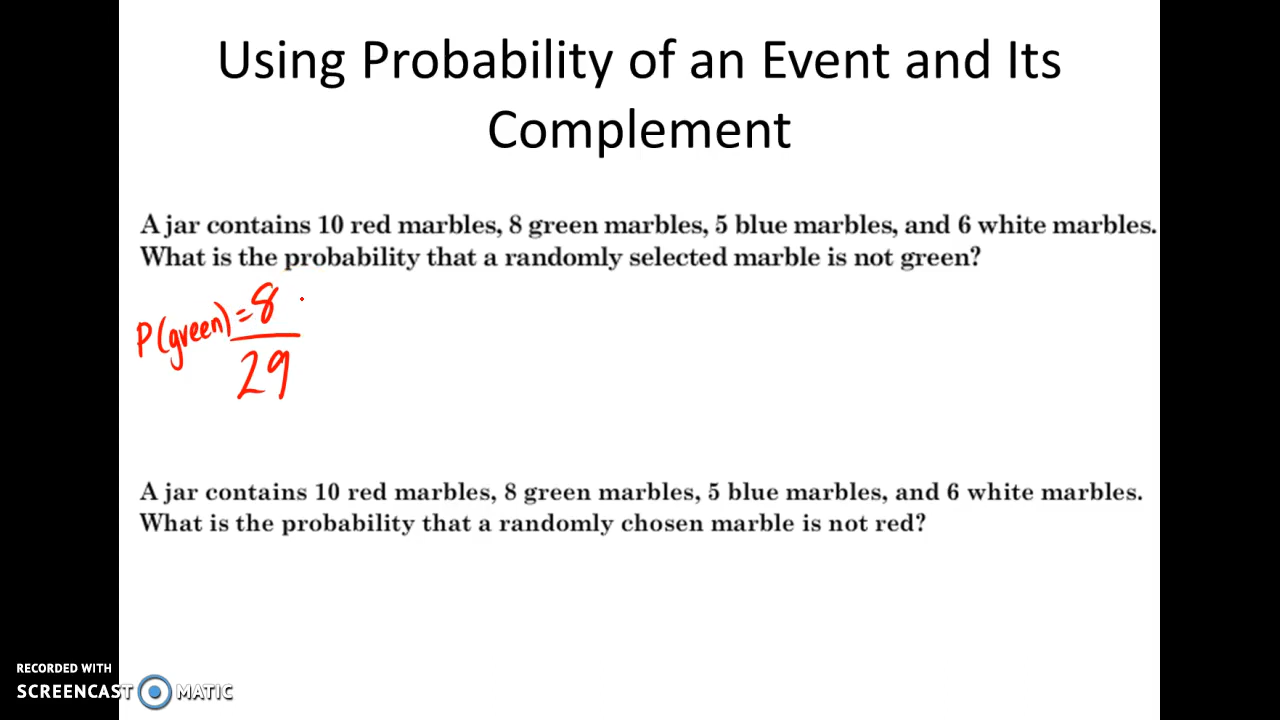 Using Probability of an Event and Its
Complement
A jar contains 10 red marbles, 8 green marbles, 5 blue marbles, and 6 white marbles.
What is the probability that a randomly selected marble is not green?
P(green) = 8
29
A jar contains 10 red marbles, 8 green marbles, 5 blue marbles, and 6 white marbles.
What is the probability that a randomly chosen marble is not red?
RECORDED WITH
SCREENCAST MATIC